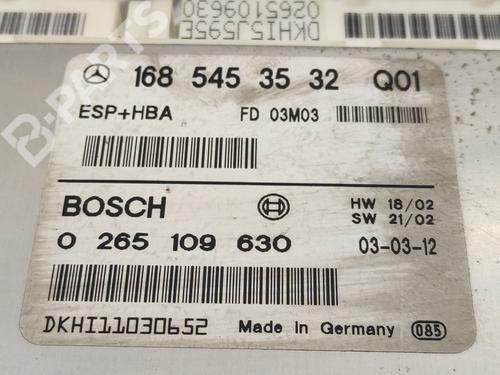 DKHI5J595E
0265109630
B-PARTS
168 545 35 32 Q01
ESP+HBA FD 03M03
BOSCH HW 18/02
SW 21/02
0 265 109 630 03-03-12
DKHI11030652 Made in Germany 085